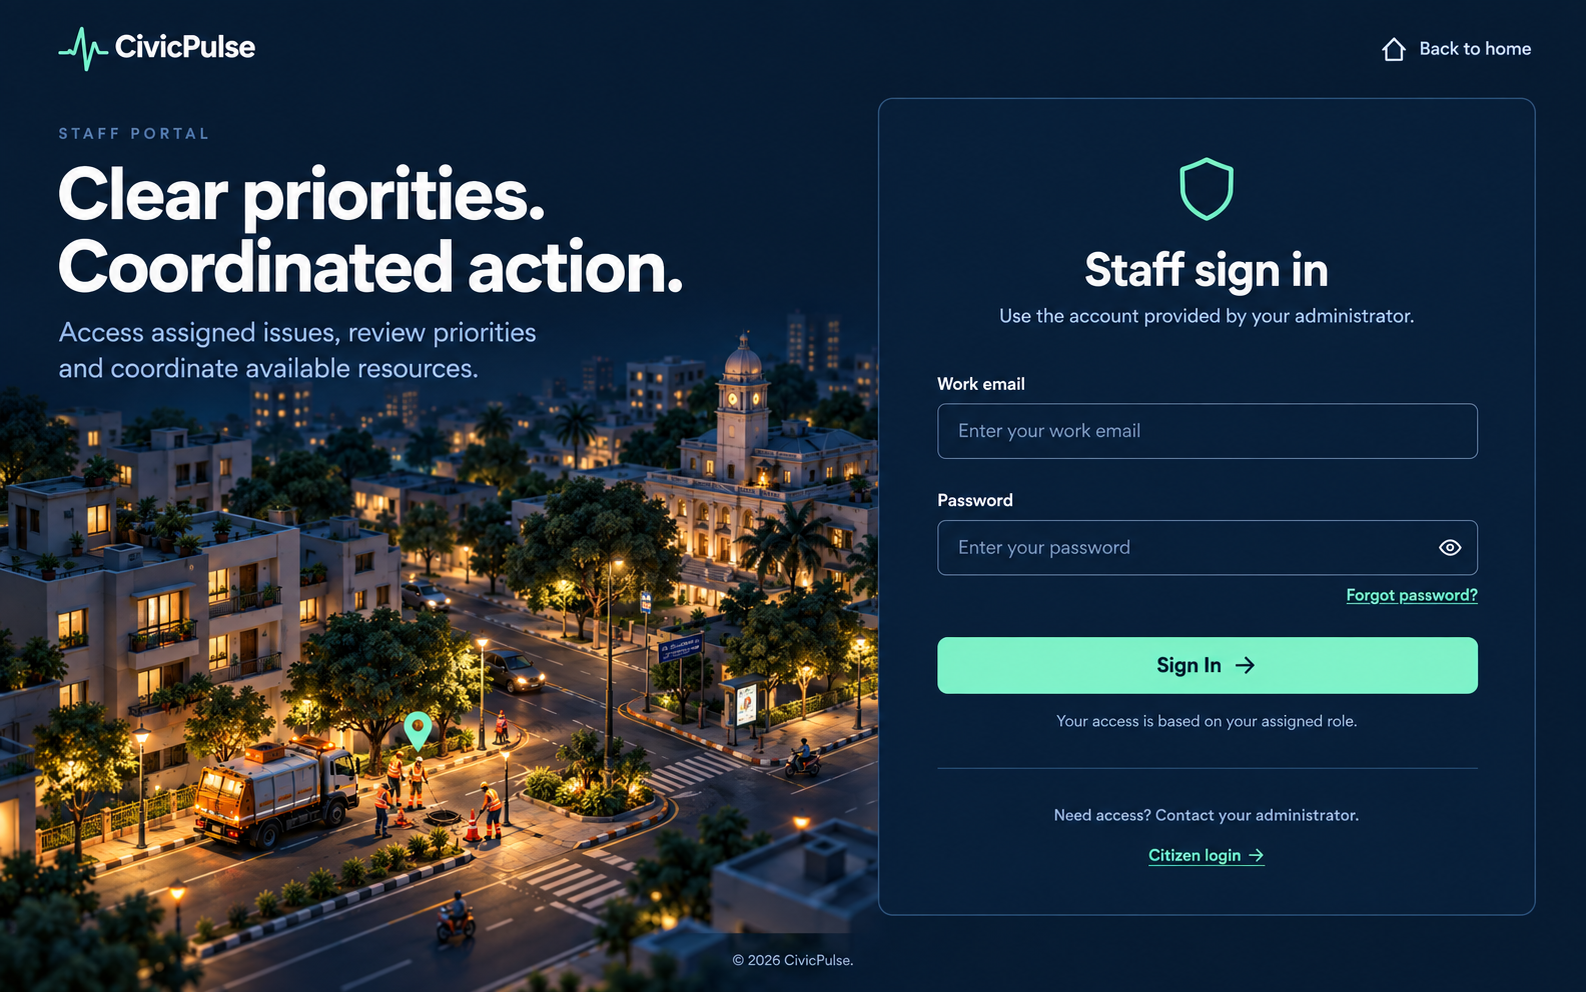 CivicPulse
Back to home
STAFF PORTAL
Clear priorities.
Coordinated action.
Access assigned issues, review priorities
and coordinate available resources.
Staff sign in
Use the account provided by your administrator.
Work email
Enter your work email
Password
Enter your password
Forgot password?
Sign In →
Your access is based on your assigned role.
Need access? Contact your administrator.
Citizen login →
© 2026 CivicPulse.